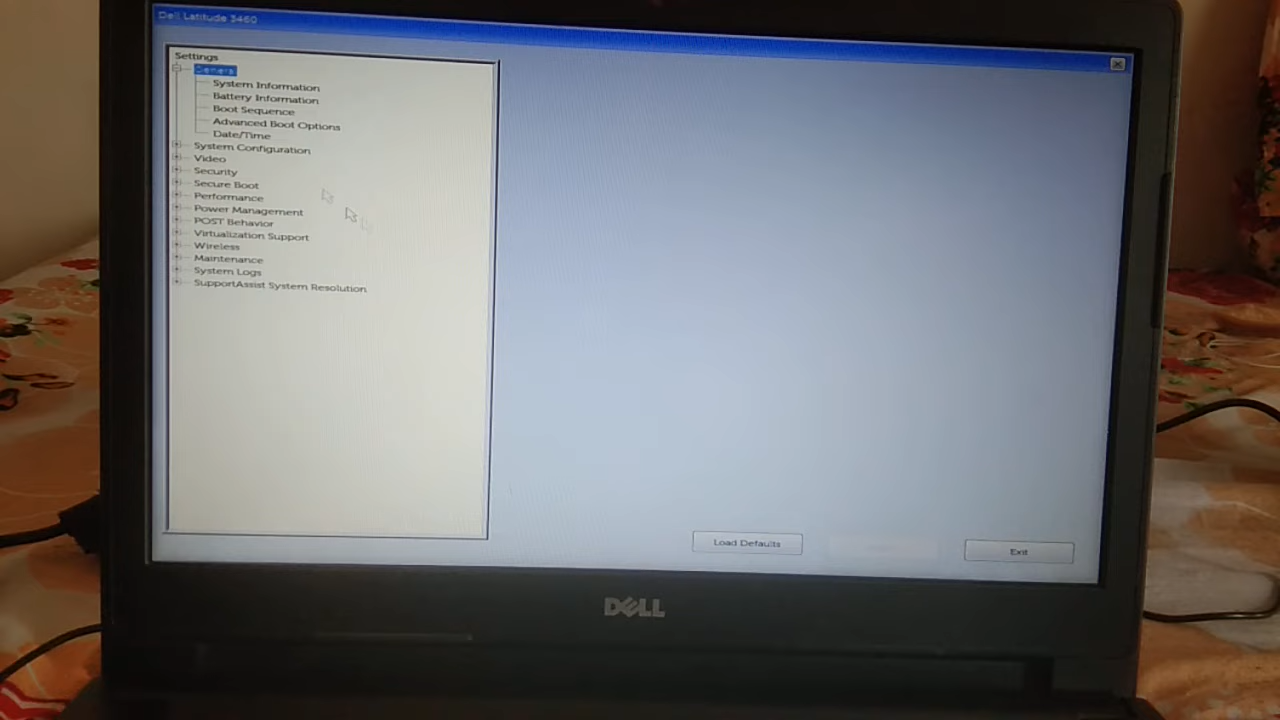 Dell Latitude 3460
Settings
General
System Information
Battery Information
Boot Sequence
Advanced Boot Options
Date/Time
System Configuration
Video
Security
Secure Boot
Performance
Power Management
POST Behavior
Virtualization Support
Wireless
Maintenance
System Logs
SupportAssist System Resolution
Load Defaults
Exit
DELL